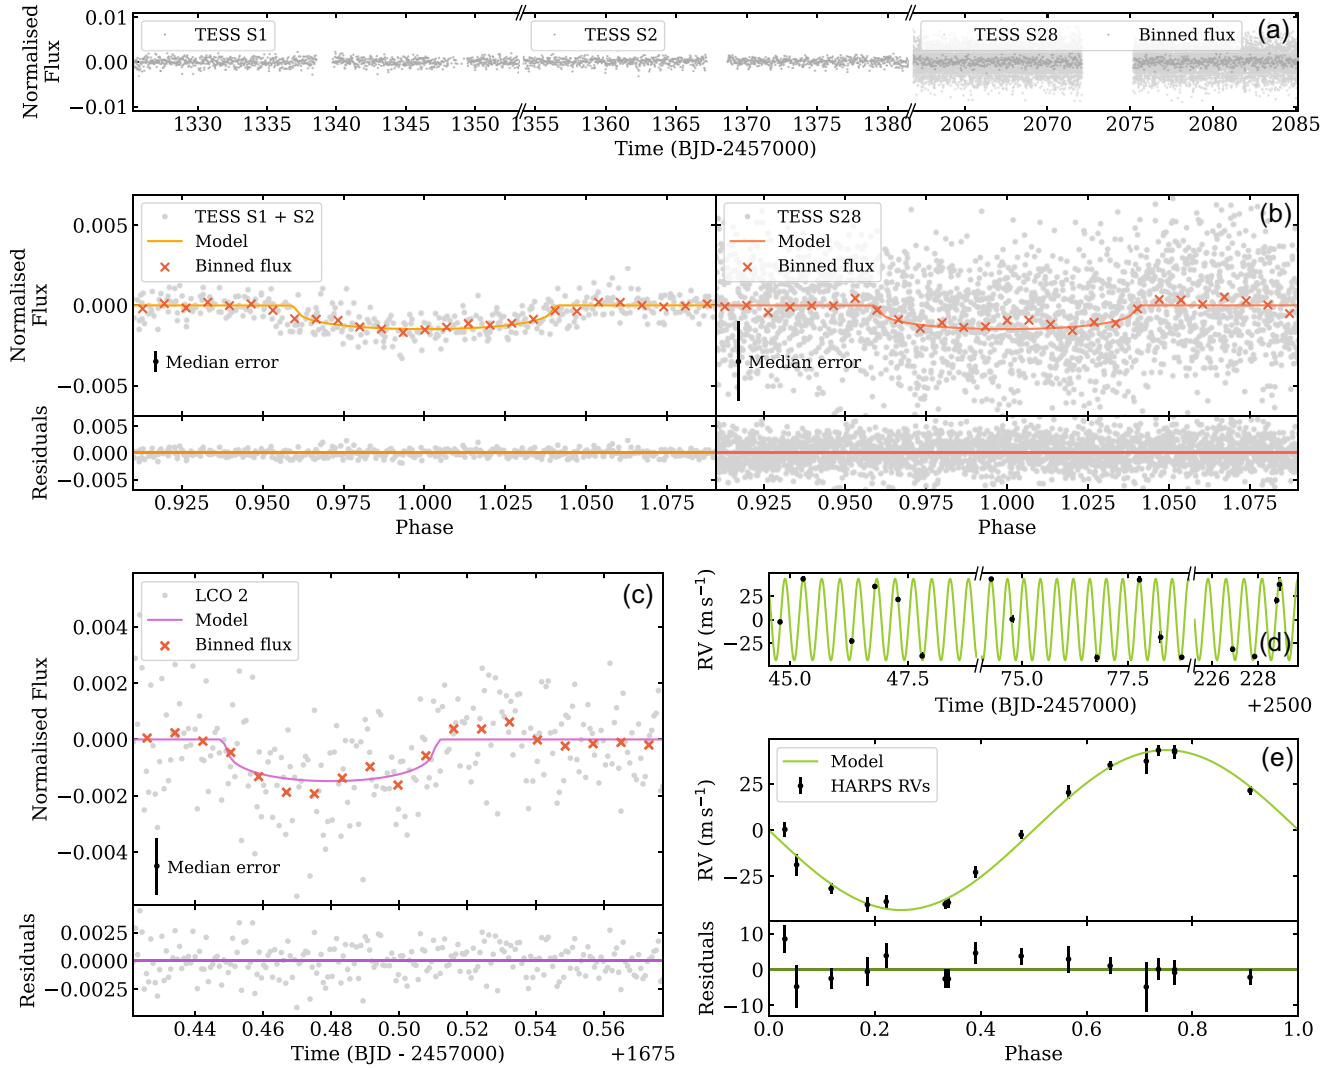 0.01
0.00
−0.01
Normalised
Flux
TESS S1
TESS S2
TESS S28
Binned flux
(a)
1330 1335 1340 1345 1350 1355 1360 1365 1370 1375 1380 2065 2070 2075 2080 2085
Time (BJD-2457000)
0.005
0.000
−0.005
Normalised
Flux
TESS S1 + S2
Model
Binned flux
Median error
TESS S28
Model
Binned flux
Median error
(b)
0.005
0.000
−0.005
Residuals
0.925 0.950 0.975 1.000 1.025 1.050 1.075
Phase
0.925 0.950 0.975 1.000 1.025 1.050 1.075
Phase
0.004
0.002
0.000
−0.002
−0.004
Normalised Flux
LCO 2
Model
Binned flux
Median error
(c)
0.0025
0.0000
−0.0025
Residuals
0.44 0.46 0.48 0.50 0.52 0.54 0.56
Time (BJD - 2457000)
+1675
25
0
−25
RV (m s⁻¹)
(d)
45.0 47.5 75.0 77.5 226 228
Time (BJD-2457000)
+2500
25
0
−25
RV (m s⁻¹)
Model
HARPS RVs
(e)
10
0
−10
Residuals
0.0 0.2 0.4 0.6 0.8 1.0
Phase